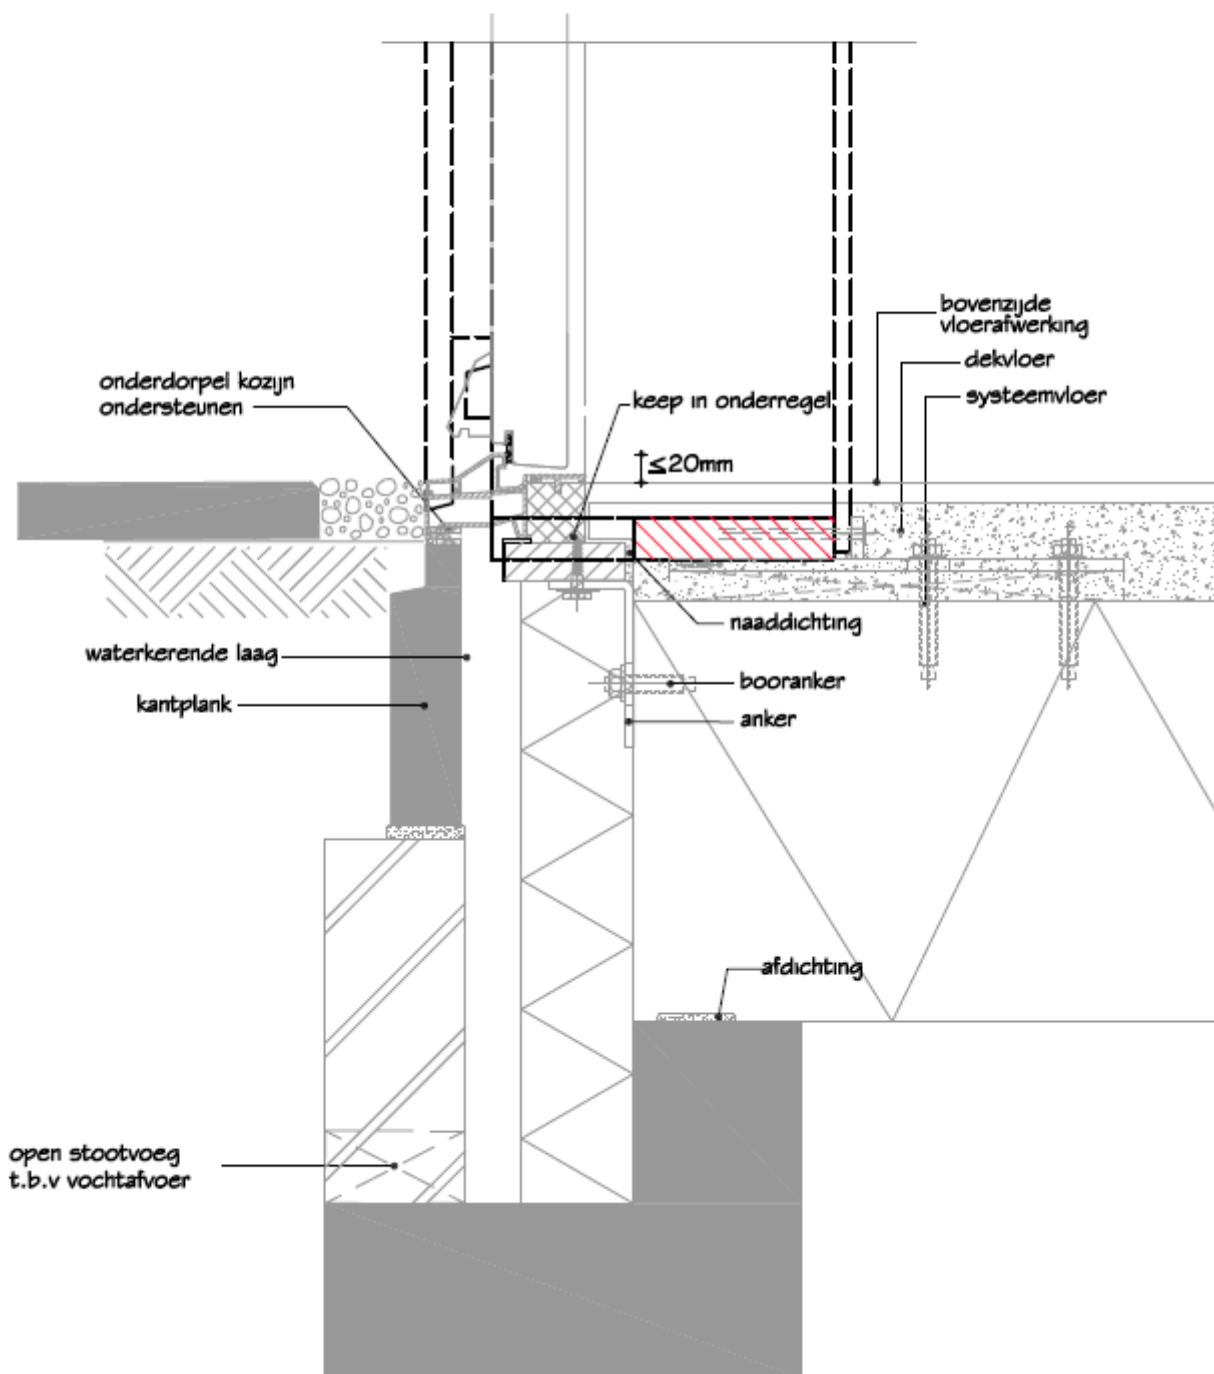 bovenzijde
vloerafwerking
dekvloer
systeemvloer
onderdorpel kozijn
ondersteunen
keep in onderregel
≤20mm
naaddichting
waterkerende laag
kantplank
booranker
anker
afdichting
open stootvoeg
t.b.v vochtafvoer